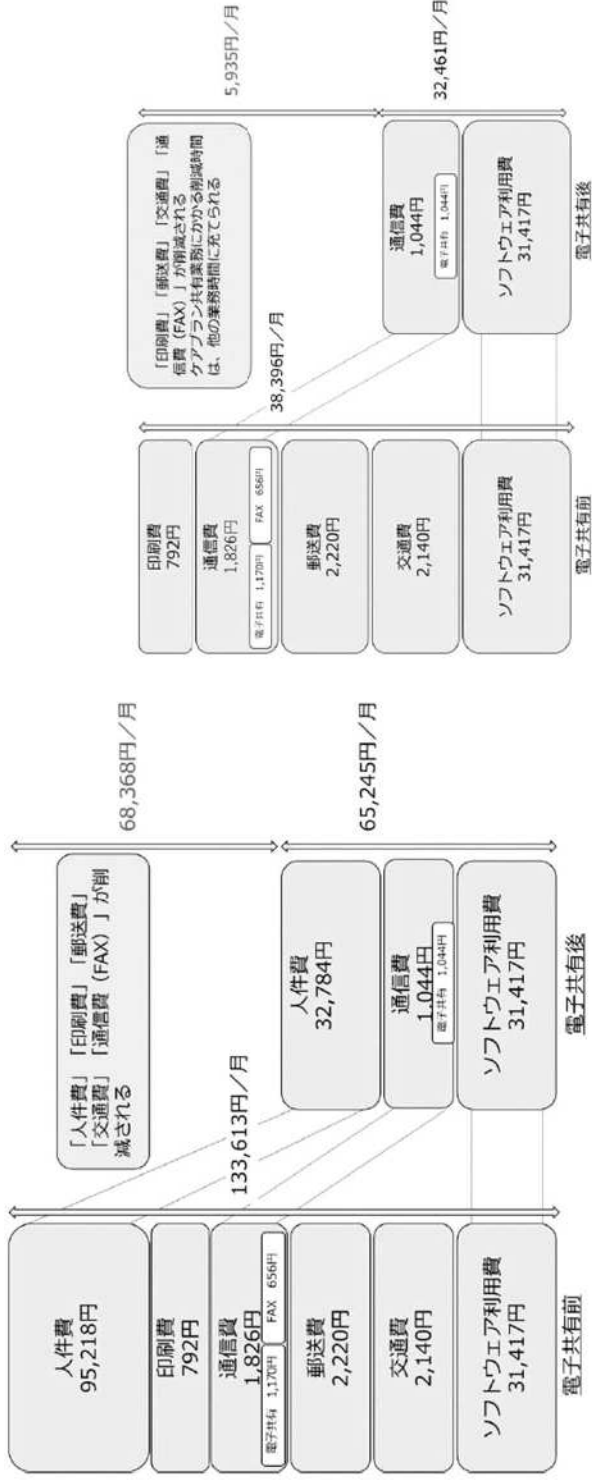 人件費
95,218円
印刷費
792円
通信費
1,826円
電子共有 1,170円
FAX 656円
郵送費
2,220円
交通費
2,140円
ソフトウェア利用費
31,417円
電子共有前
133,613円/月
「人件費」「印刷費」「郵送費」
「交通費」「通信費（FAX）」が削
減される
68,368円/月
人件費
32,784円
通信費
1,044円
電子共有 1,044円
ソフトウェア利用費
31,417円
電子共有後
65,245円/月
印刷費
792円
通信費
1,826円
電子共有 1,170円
FAX 656円
郵送費
2,220円
交通費
2,140円
ソフトウェア利用費
31,417円
電子共有前
38,396円/月
「印刷費」「郵送費」「交通費」「通
信費（FAX）」が削減される
ケアプラン共有業務にかかる削減時間
は、他の業務時間に充てられる
5,935円/月
通信費
1,044円
電子共有 1,044円
ソフトウェア利用費
31,417円
電子共有後
32,461円/月